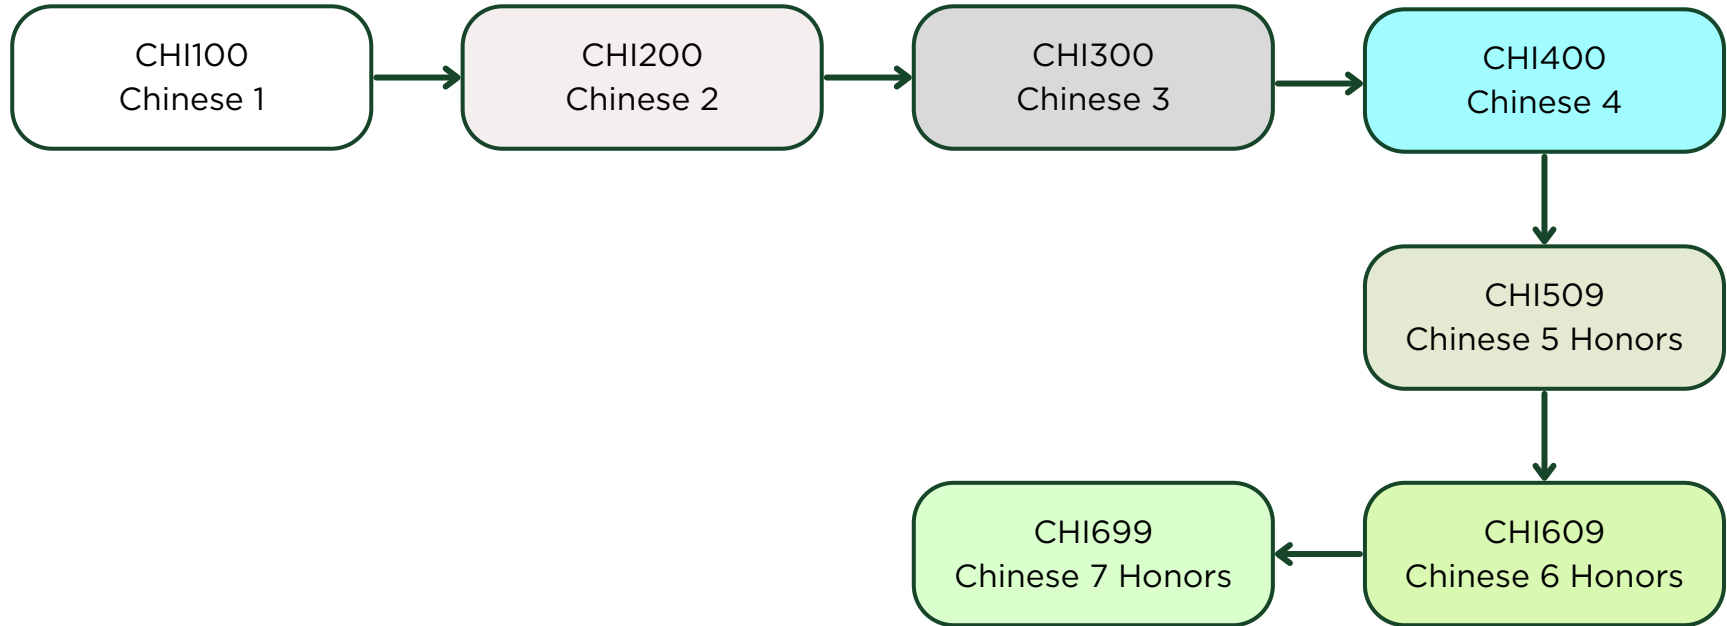 CHI100
Chinese 1
CHI200
Chinese 2
CHI300
Chinese 3
CHI400
Chinese 4
CHI509
Chinese 5 Honors
CHI609
Chinese 6 Honors
CHI699
Chinese 7 Honors